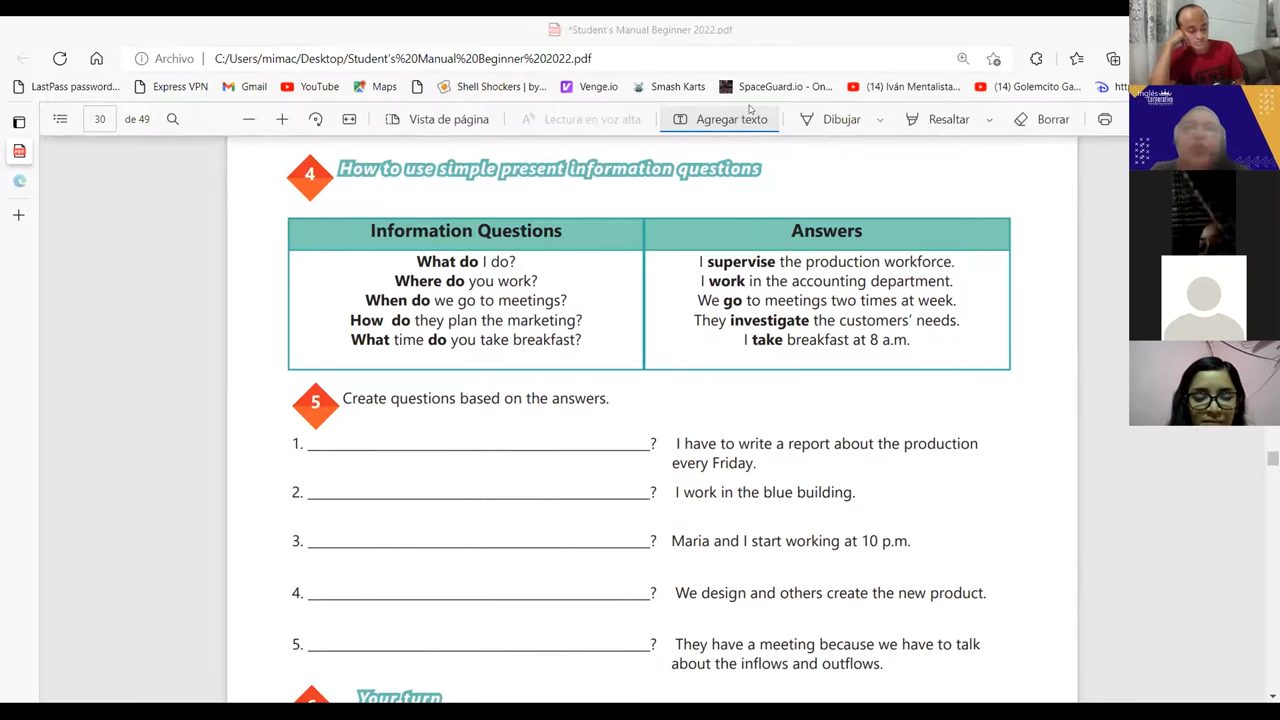 *Student's Manual Beginner 2022.pdf
Archivo C:/Users/mimac/Desktop/Student's%20Manual%20Beginner%202022.pdf
LastPass password... Express VPN Gmail YouTube Maps Shell Shockers | by... Venge.io Smash Karts SpaceGuard.io - On... (14) Iván Mentalista... (14) Golemcito Ga...
30 de 49 Vista de pagina Lectura en voz alta Agregar texto Dibujar Resaltar Borrar
Inglés Corporativo
4 How to use simple present information questions
Information Questions Answers
What do I do? I supervise the production workforce.
Where do you work? I work in the accounting department.
When do we go to meetings? We go to meetings two times at week.
How do they plan the marketing? They investigate the customers' needs.
What time do you take breakfast? I take breakfast at 8 a.m.
5 Create questions based on the answers.
1. ? I have to write a report about the production
every Friday.
2. ? I work in the blue building.
3. ? Maria and I start working at 10 p.m.
4. ? We design and others create the new product.
5. ? They have a meeting because we have to talk
about the inflows and outflows.
Your turn